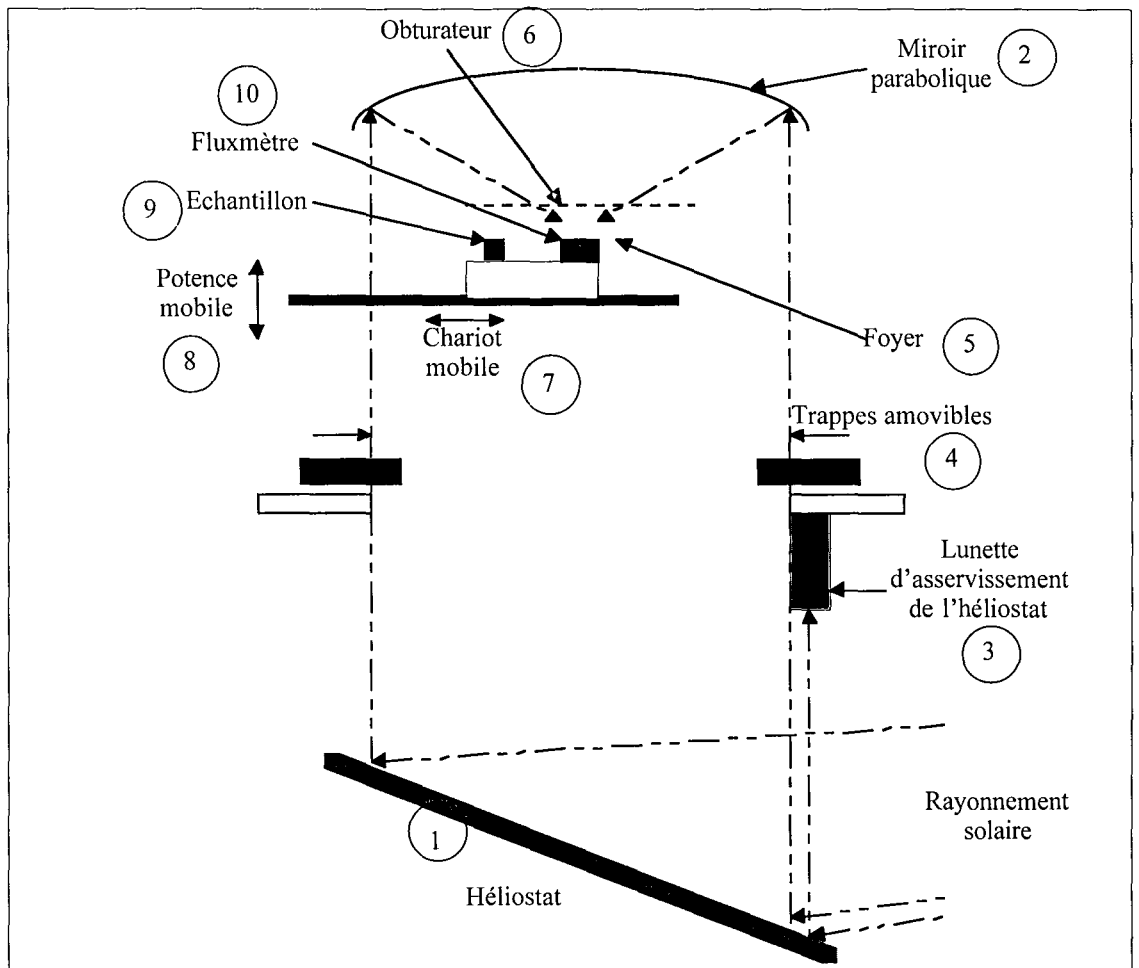 Obturateur
6
Miroir
parabolique
2
10
Fluxmètre
9
Echantillon
Potence
mobile
8
Chariot
mobile
7
Foyer
5
Trappes amovibles
4
Lunette
d'asservissement
de l'héliostat
3
Rayonnement
solaire
1
Héliostat